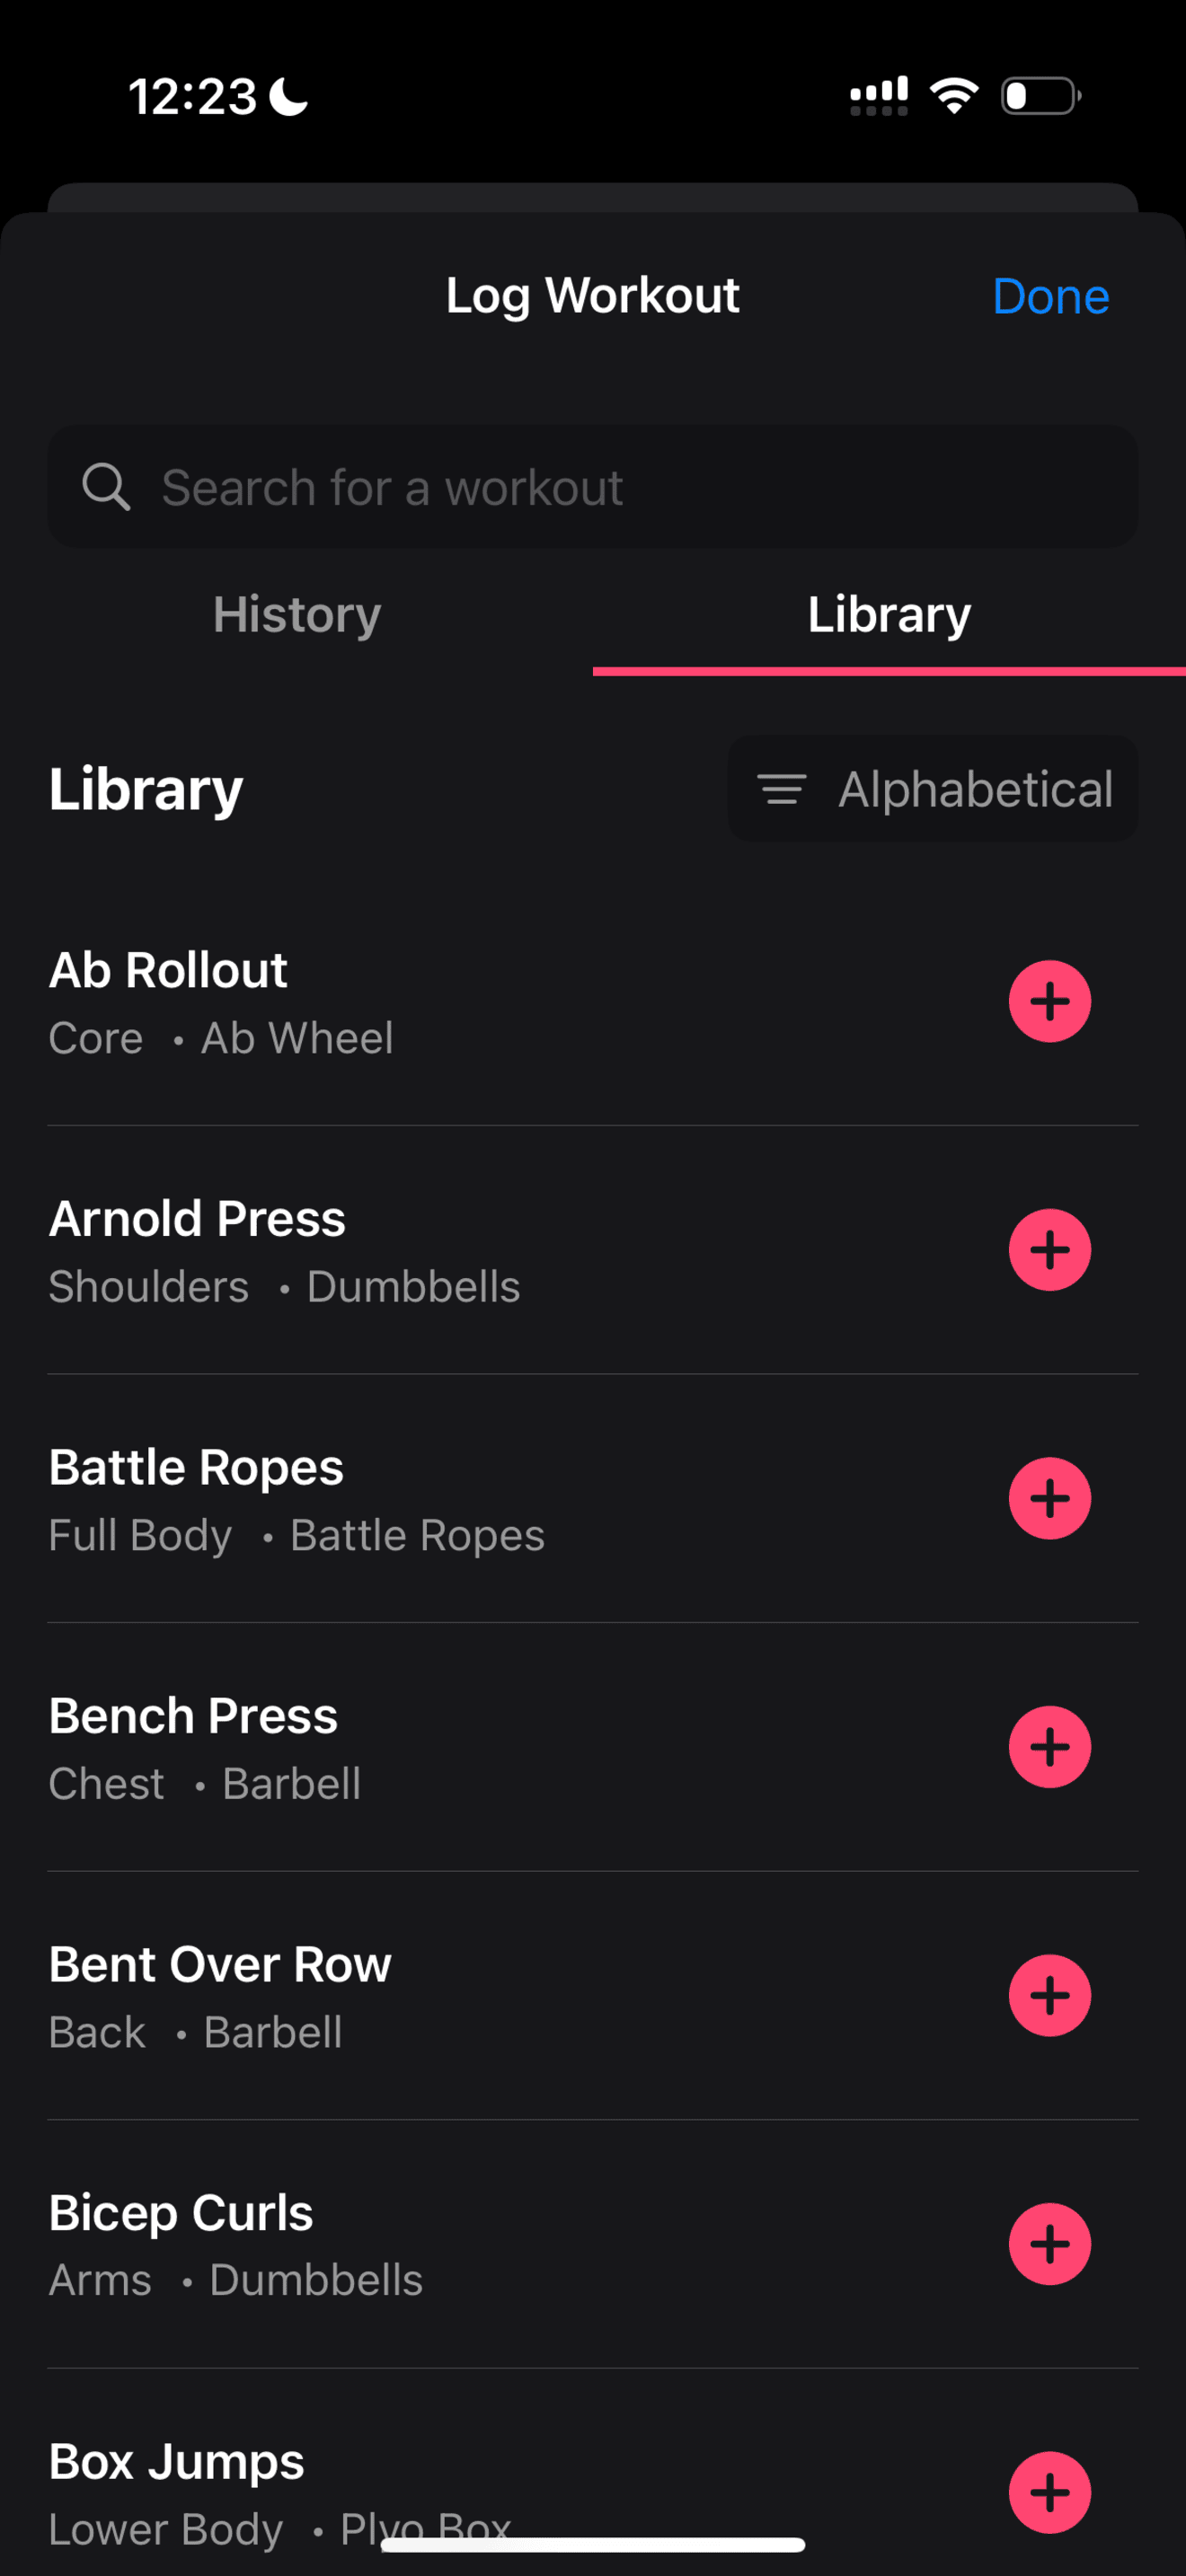 12:23
Log Workout
Done
Search for a workout
History
Library
Library
Alphabetical
Ab Rollout
Core • Ab Wheel
Arnold Press
Shoulders • Dumbbells
Battle Ropes
Full Body • Battle Ropes
Bench Press
Chest • Barbell
Bent Over Row
Back • Barbell
Bicep Curls
Arms • Dumbbells
Box Jumps
Lower Body • Plyo Box